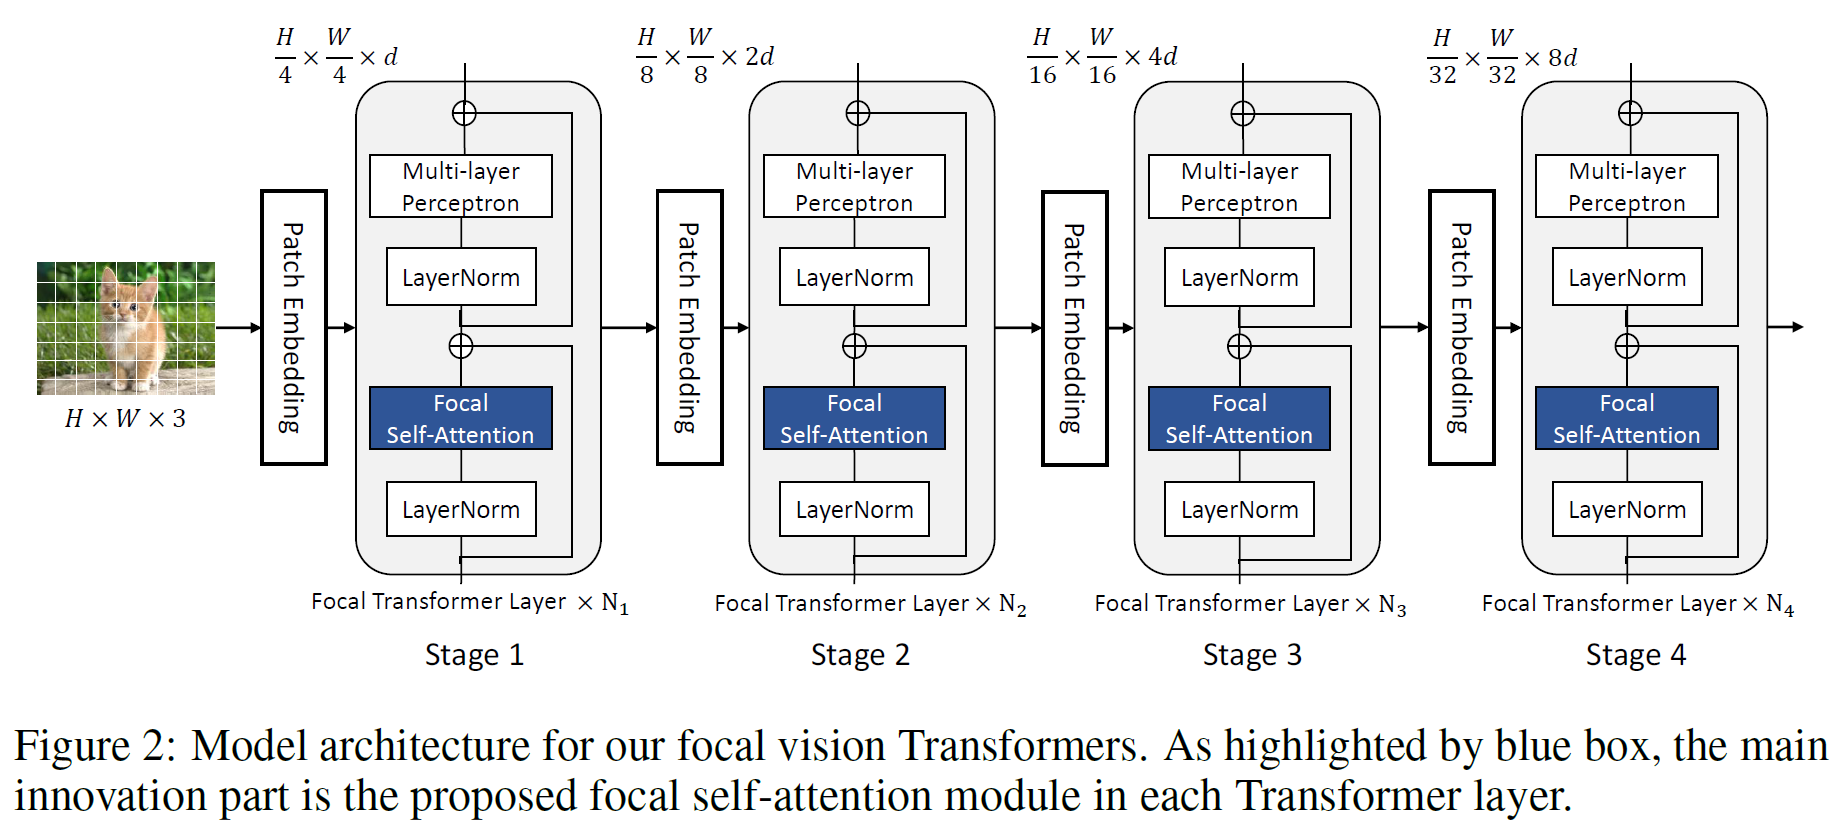 H/4 × W/4 × d
H/8 × W/8 × 2d
H/16 × W/16 × 4d
H/32 × W/32 × 8d
H × W × 3
Patch Embedding
Multi-layer
Perceptron
LayerNorm
Focal
Self-Attention
LayerNorm
Focal Transformer Layer × N₁
Stage 1
Patch Embedding
Multi-layer
Perceptron
LayerNorm
Focal
Self-Attention
LayerNorm
Focal Transformer Layer × N₂
Stage 2
Patch Embedding
Multi-layer
Perceptron
LayerNorm
Focal
Self-Attention
LayerNorm
Focal Transformer Layer × N₃
Stage 3
Patch Embedding
Multi-layer
Perceptron
LayerNorm
Focal
Self-Attention
LayerNorm
Focal Transformer Layer × N₄
Stage 4
Figure 2: Model architecture for our focal vision Transformers. As highlighted by blue box, the main
innovation part is the proposed focal self-attention module in each Transformer layer.